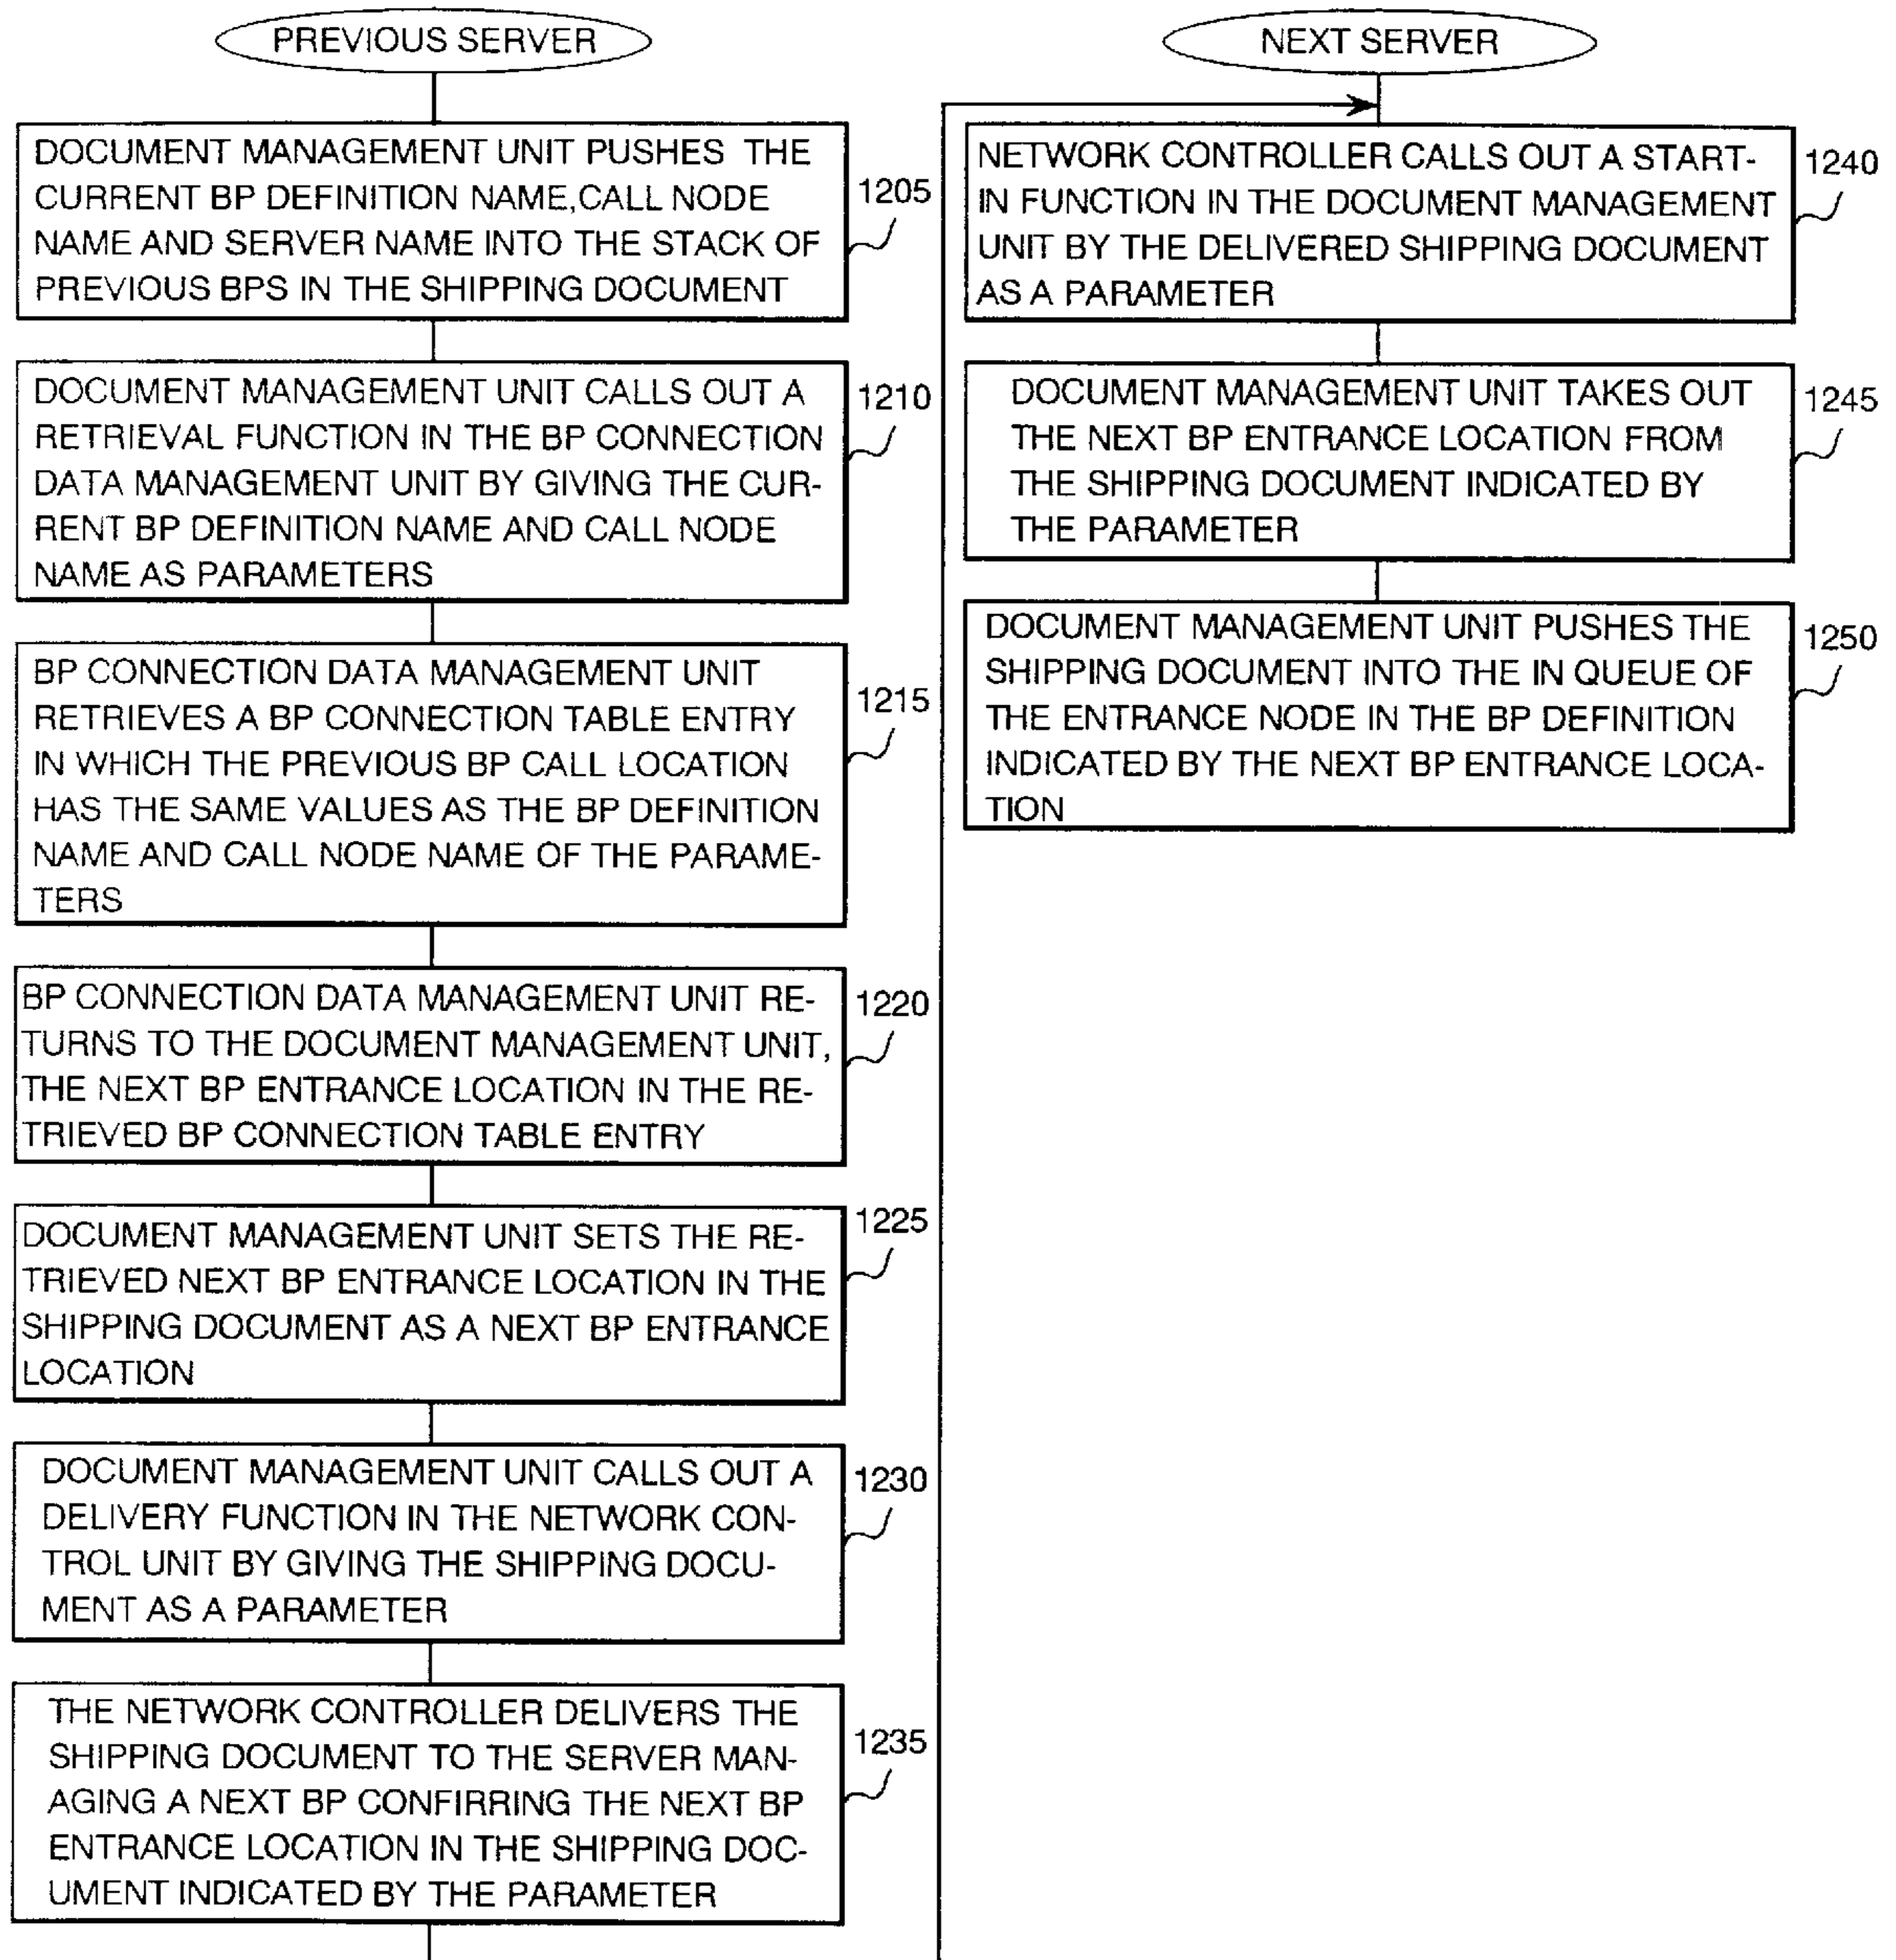 PREVIOUS SERVER
DOCUMENT MANAGEMENT UNIT PUSHES THE
CURRENT BP DEFINITION NAME,CALL NODE
NAME AND SERVER NAME INTO THE STACK OF
PREVIOUS BPS IN THE SHIPPING DOCUMENT
1205
DOCUMENT MANAGEMENT UNIT CALLS OUT A
RETRIEVAL FUNCTION IN THE BP CONNECTION
DATA MANAGEMENT UNIT BY GIVING THE CUR-
RENT BP DEFINITION NAME AND CALL NODE
NAME AS PARAMETERS
1210
BP CONNECTION DATA MANAGEMENT UNIT
RETRIEVES A BP CONNECTION TABLE ENTRY
IN WHICH THE PREVIOUS BP CALL LOCATION
HAS THE SAME VALUES AS THE BP DEFINITION
NAME AND CALL NODE NAME OF THE PARAME-
TERS
1215
BP CONNECTION DATA MANAGEMENT UNIT RE-
TURNS TO THE DOCUMENT MANAGEMENT UNIT,
THE NEXT BP ENTRANCE LOCATION IN THE RE-
TRIEVED BP CONNECTION TABLE ENTRY
1220
DOCUMENT MANAGEMENT UNIT SETS THE RE-
TRIEVED NEXT BP ENTRANCE LOCATION IN THE
SHIPPING DOCUMENT AS A NEXT BP ENTRANCE
LOCATION
1225
DOCUMENT MANAGEMENT UNIT CALLS OUT A
DELIVERY FUNCTION IN THE NETWORK CON-
TROL UNIT BY GIVING THE SHIPPING DOCU-
MENT AS A PARAMETER
1230
THE NETWORK CONTROLLER DELIVERS THE
SHIPPING DOCUMENT TO THE SERVER MAN-
AGING A NEXT BP CONFIRRING THE NEXT BP
ENTRANCE LOCATION IN THE SHIPPING DOC-
UMENT INDICATED BY THE PARAMETER
1235
NEXT SERVER
NETWORK CONTROLLER CALLS OUT A START-
IN FUNCTION IN THE DOCUMENT MANAGEMENT
UNIT BY THE DELIVERED SHIPPING DOCUMENT
AS A PARAMETER
1240
DOCUMENT MANAGEMENT UNIT TAKES OUT
THE NEXT BP ENTRANCE LOCATION FROM
THE SHIPPING DOCUMENT INDICATED BY
THE PARAMETER
1245
DOCUMENT MANAGEMENT UNIT PUSHES THE
SHIPPING DOCUMENT INTO THE IN QUEUE OF
THE ENTRANCE NODE IN THE BP DEFINITION
INDICATED BY THE NEXT BP ENTRANCE LOCA-
TION
1250